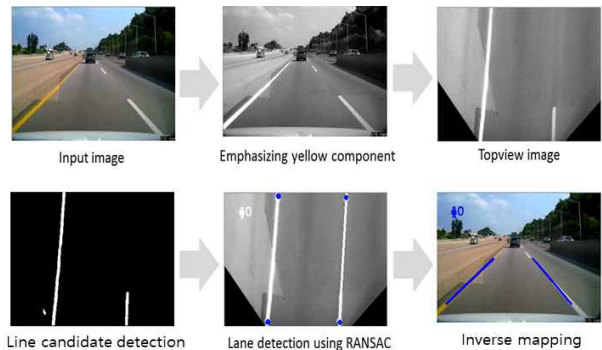 Input image
Emphasizing yellow component
Topview image
Line candidate detection
Lane detection using RANSAC
Inverse mapping